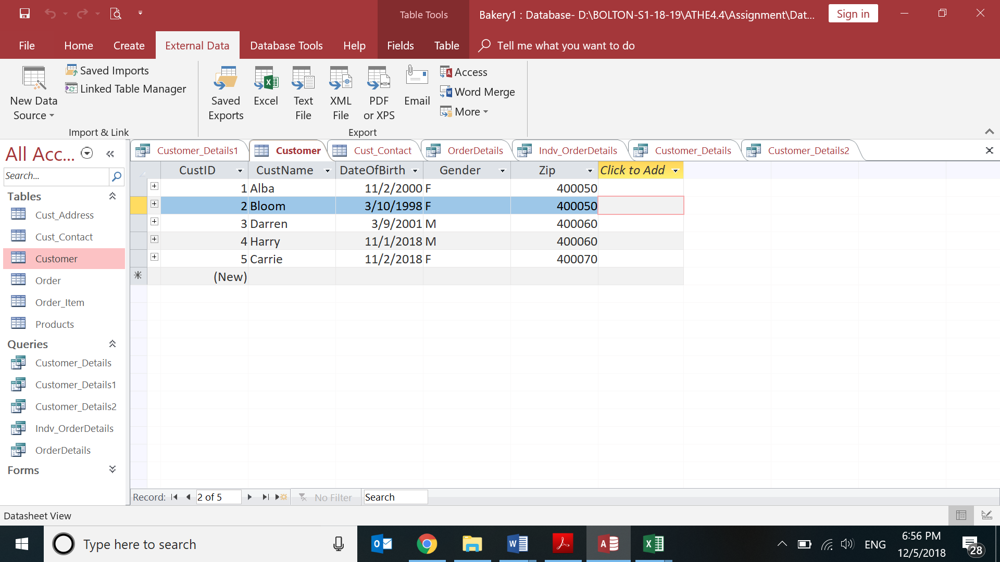 Table Tools
Bakery1 : Database- D:\BOLTON-S1-18-19\ATHE4.4\Assignment\Dat...
Sign in
File Home Create External Data Database Tools Help Fields Table Tell me what you want to do
New Data Source
Saved Imports
Linked Table Manager
Import & Link
Saved Exports
Excel
Text File
XML File
PDF or XPS
Email
Access
Word Merge
More
Export
All Acc...
Search...
Tables
Cust_Address
Cust_Contact
Customer
Order
Order_Item
Products
Queries
Customer_Details
Customer_Details1
Customer_Details2
Indv_OrderDetails
OrderDetails
Forms
Customer_Details1 Customer Cust_Contact OrderDetails Indv_OrderDetails Customer_Details Customer_Details2
CustID CustName DateOfBirth Gender Zip Click to Add
1 Alba 11/2/2000 F 400050
2 Bloom 3/10/1998 F 400050
3 Darren 3/9/2001 M 400060
4 Harry 11/1/2018 M 400060
5 Carrie 11/2/2018 F 400070
(New)
Record: 2 of 5 No Filter Search
Datasheet View
Type here to search
ENG
6:56 PM
12/5/2018
28